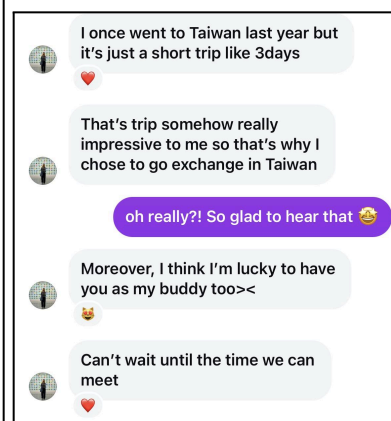 I once went to Taiwan last year but
it's just a short trip like 3days
❤️
That's trip somehow really
impressive to me so that's why I
chose to go exchange in Taiwan
oh really?! So glad to hear that 🤩
Moreover, I think I'm lucky to have
you as my buddy too><
😻
Can't wait until the time we can
meet
❤️